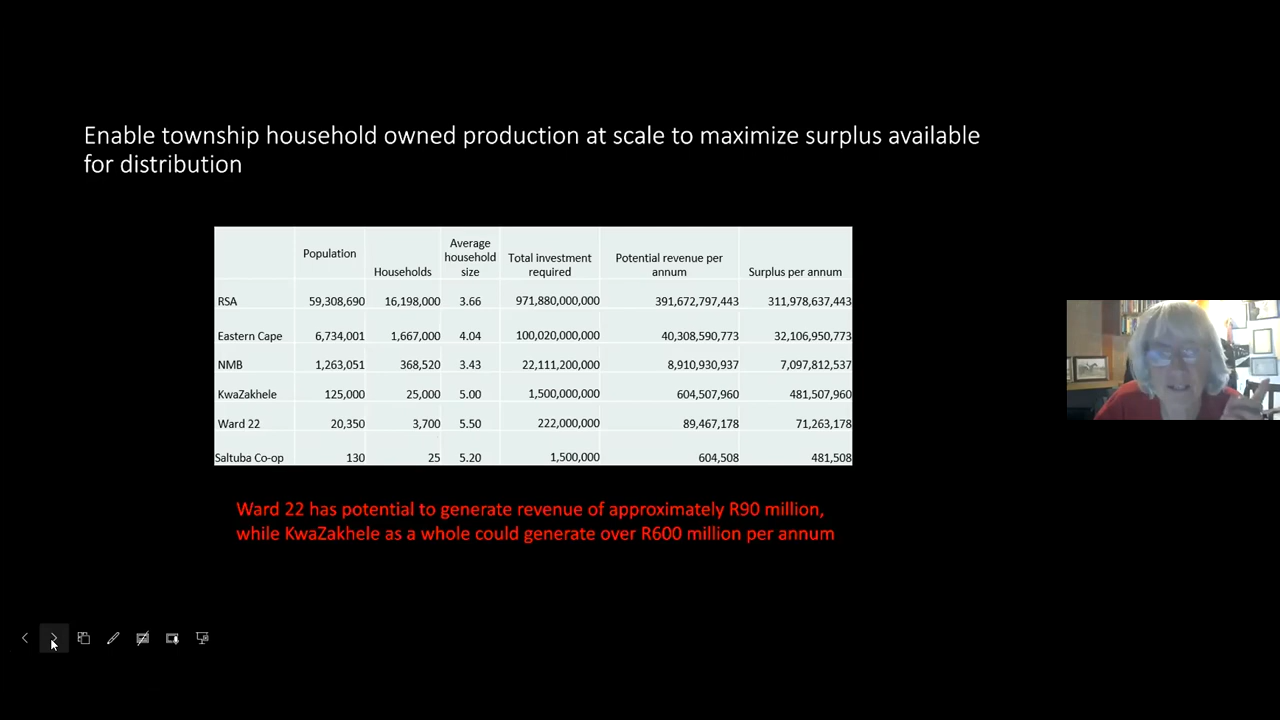 Enable township household owned production at scale to maximize surplus available
for distribution
Population Households Average household size Total investment required Potential revenue per annum Surplus per annum
RSA 59,308,690 16,198,000 3.66 971,880,000,000 391,672,797,443 311,978,637,443
Eastern Cape 6,734,001 1,667,000 4.04 100,020,000,000 40,308,590,773 32,106,950,773
NMB 1,263,051 368,520 3.43 22,111,200,000 8,910,930,937 7,097,812,537
KwaZakhele 125,000 25,000 5.00 1,500,000,000 604,507,960 481,507,960
Ward 22 20,350 3,700 5.50 222,000,000 89,467,178 71,263,178
Saltuba Co-op 130 25 5.20 1,500,000 604,508 481,508
Ward 22 has potential to generate revenue of approximately R90 million,
while KwaZakhele as a whole could generate over R600 million per annum